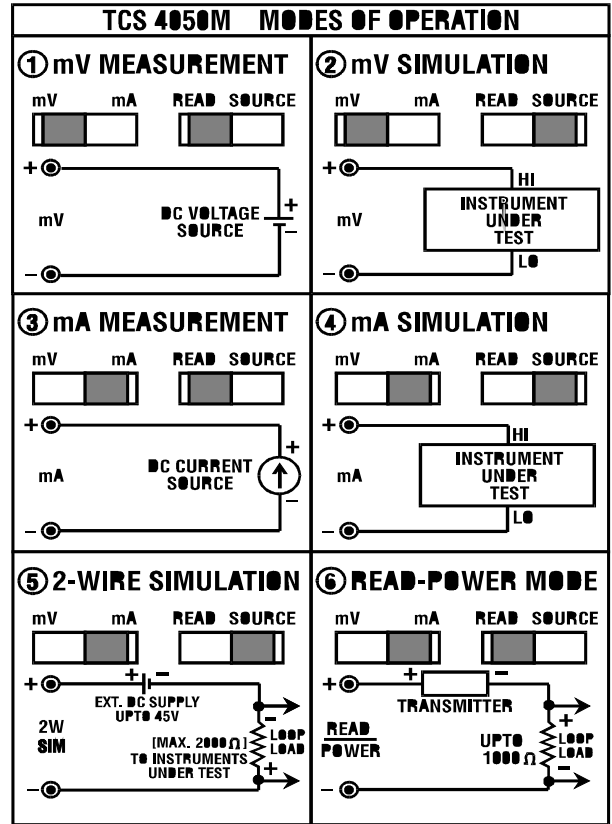 TCS 4050M MODES OF OPERATION
① mV MEASUREMENT
mV mA READ SOURCE
+
mV
DC VOLTAGE
SOURCE
+
−
−
② mV SIMULATION
mV mA READ SOURCE
+
HI
mV
INSTRUMENT
UNDER
TEST
LO
−
③ mA MEASUREMENT
mV mA READ SOURCE
+
mA
DC CURRENT
SOURCE
+
−
−
④ mA SIMULATION
mV mA READ SOURCE
+
HI
mA
INSTRUMENT
UNDER
TEST
LO
−
⑤ 2-WIRE SIMULATION
mV mA READ SOURCE
+ + −
EXT. DC SUPPLY
UPTO 45V
2W
SIM
−
LOOP
LOAD
[MAX. 2000 Ω]
TO INSTRUMENTS
UNDER TEST
+
−
⑥ READ-POWER MODE
mV mA READ SOURCE
+ + −
TRANSMITTER
READ
POWER
+
LOOP
LOAD
UPTO
1000 Ω
−
−